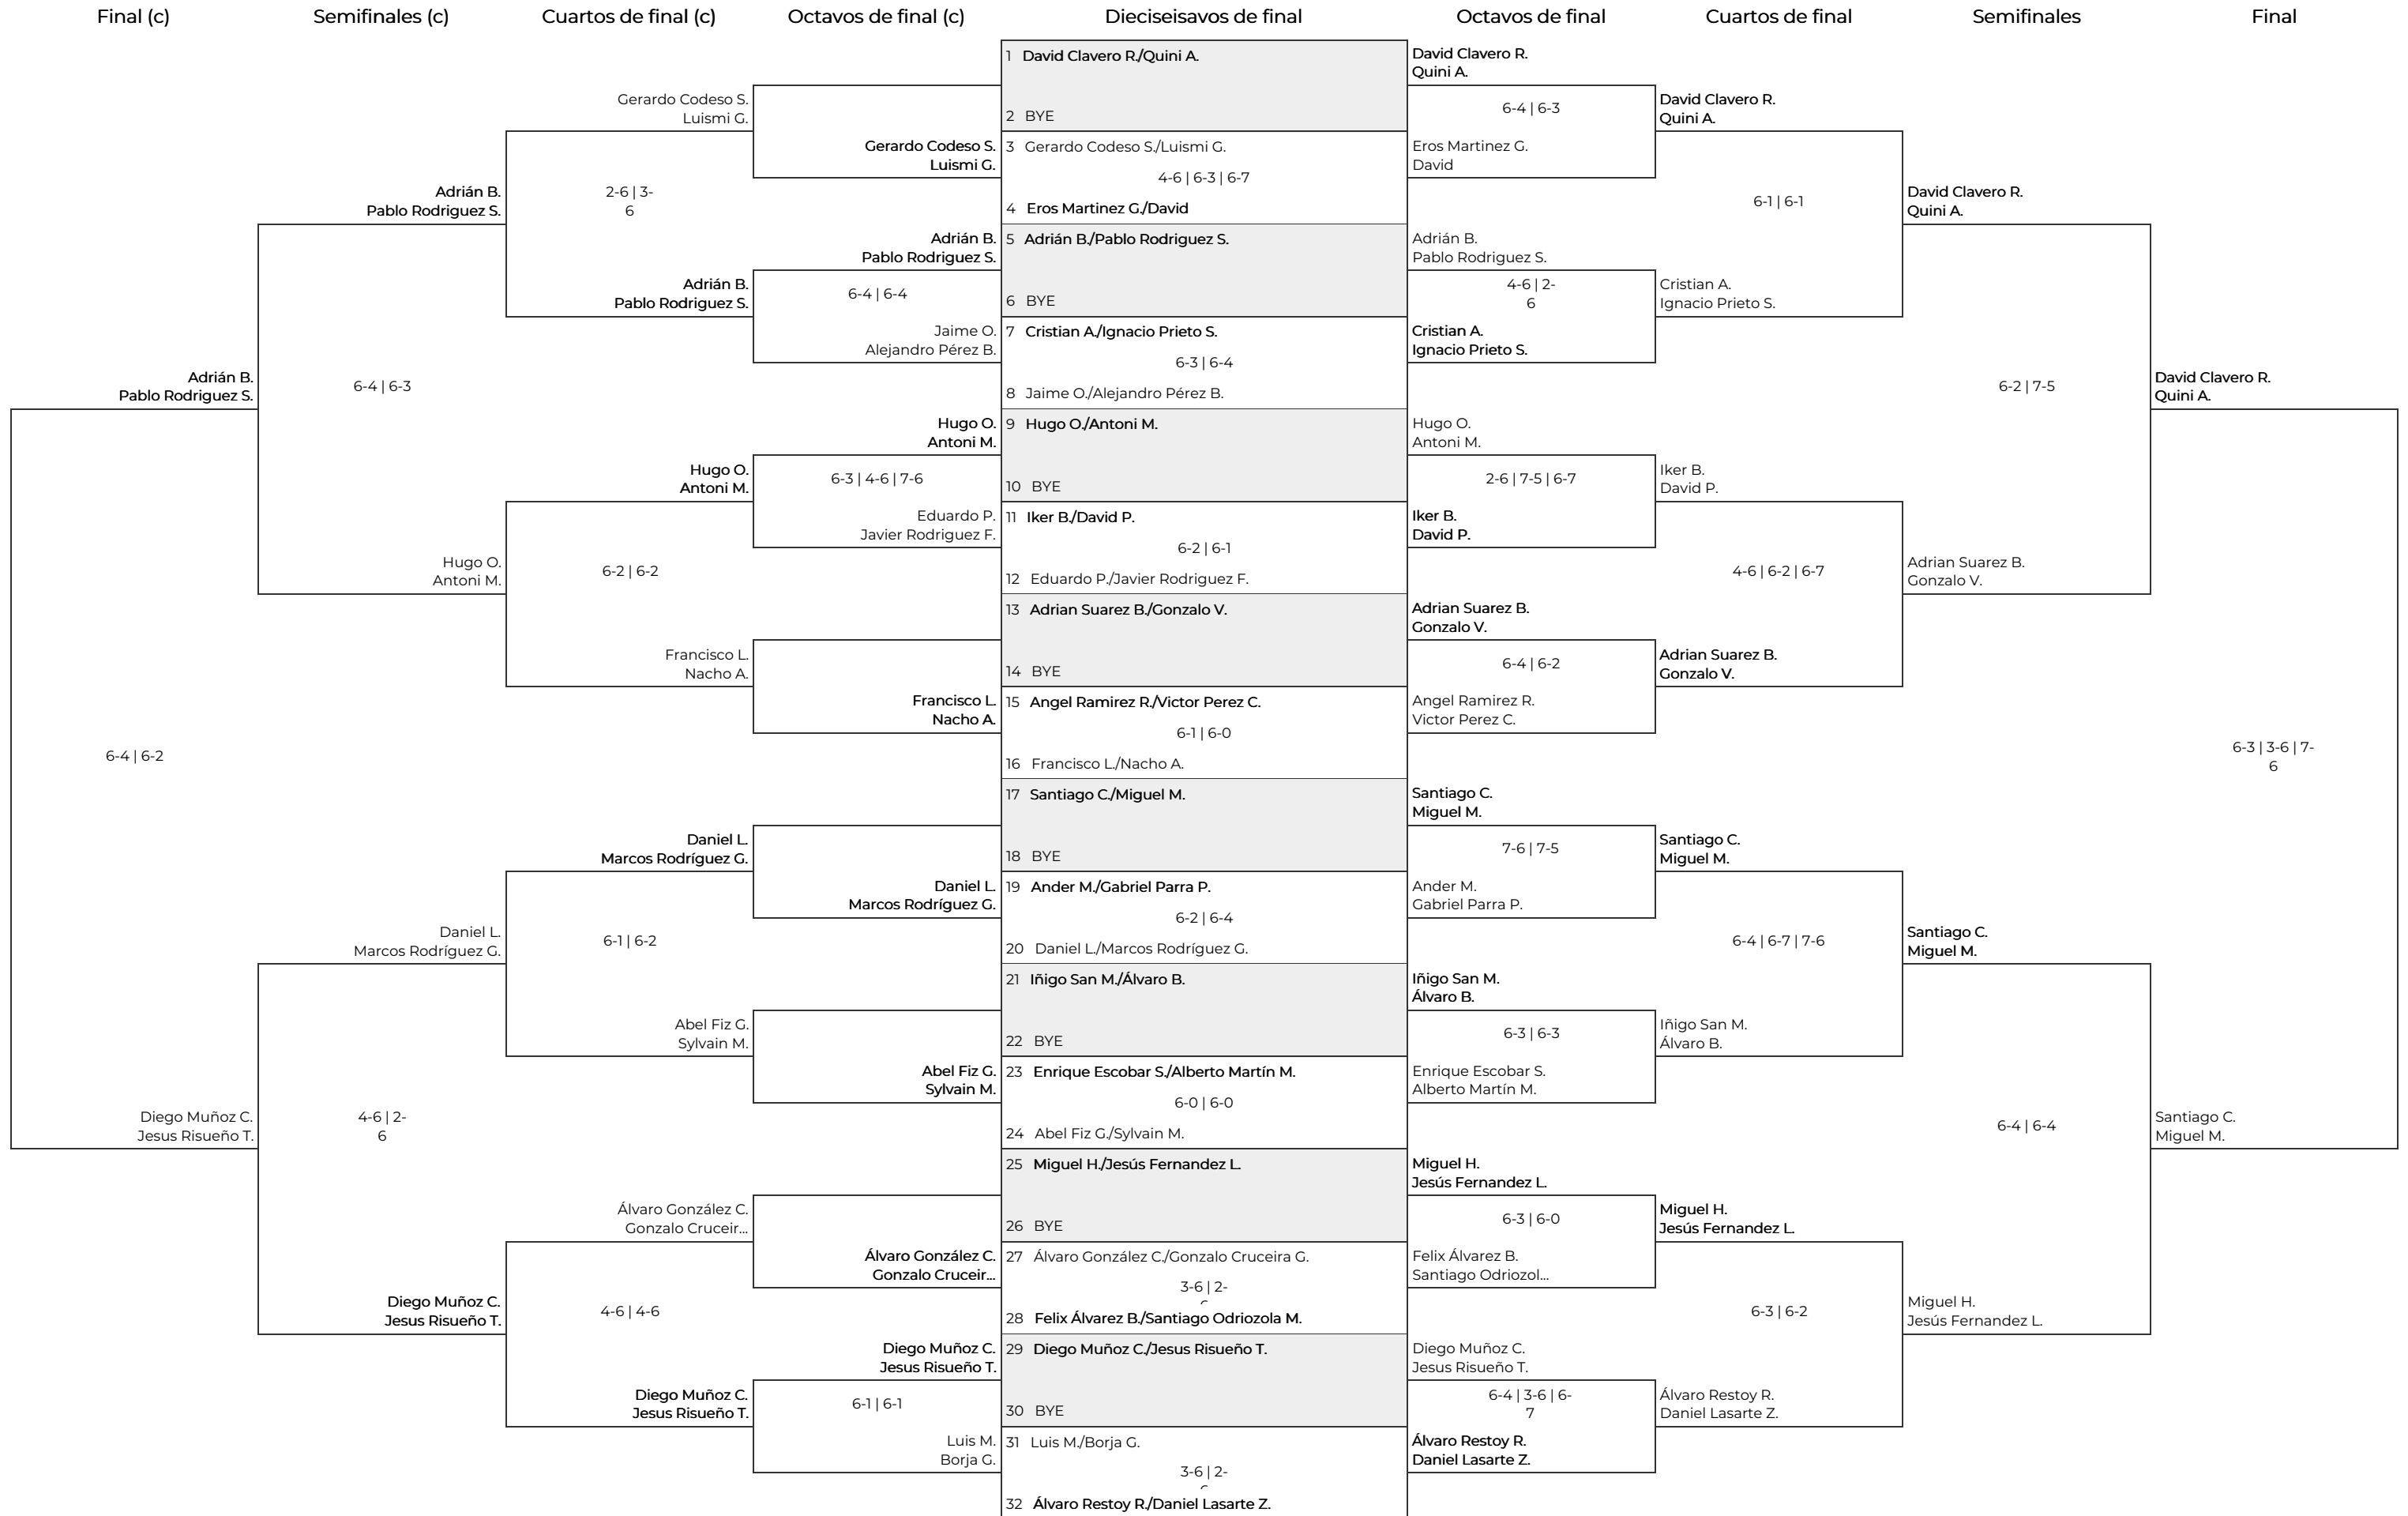 Final (c)
Semifinales (c)
Cuartos de final (c)
Octavos de final (c)
Dieciseisavos de final
Octavos de final
Cuartos de final
Semifinales
Final
Adrián B.
Pablo Rodriguez S.
6-4 | 6-2
Diego Muñoz C.
Jesus Risueño T.
Adrián B.
Pablo Rodriguez S.
6-4 | 6-3
Hugo O.
Antoni M.
Daniel L.
Marcos Rodríguez G.
4-6 | 2-
6
Diego Muñoz C.
Jesus Risueño T.
Gerardo Codeso S.
Luismi G.
2-6 | 3-
6
Adrián B.
Pablo Rodriguez S.
Hugo O.
Antoni M.
6-2 | 6-2
Francisco L.
Nacho A.
Daniel L.
Marcos Rodríguez G.
6-1 | 6-2
Abel Fiz G.
Sylvain M.
Álvaro González C.
Gonzalo Cruceir...
4-6 | 4-6
Diego Muñoz C.
Jesus Risueño T.
Gerardo Codeso S.
Luismi G.
Adrián B.
Pablo Rodriguez S.
6-4 | 6-4
Jaime O.
Alejandro Pérez B.
Hugo O.
Antoni M.
6-3 | 4-6 | 7-6
Eduardo P.
Javier Rodriguez F.
Francisco L.
Nacho A.
Daniel L.
Marcos Rodríguez G.
Abel Fiz G.
Sylvain M.
Álvaro González C.
Gonzalo Cruceir...
Diego Muñoz C.
Jesus Risueño T.
6-1 | 6-1
Luis M.
Borja G.
1 David Clavero R./Quini A.
2 BYE
3 Gerardo Codeso S./Luismi G.
4-6 | 6-3 | 6-7
4 Eros Martinez G./David
5 Adrián B./Pablo Rodriguez S.
6 BYE
7 Cristian A./Ignacio Prieto S.
6-3 | 6-4
8 Jaime O./Alejandro Pérez B.
9 Hugo O./Antoni M.
10 BYE
11 Iker B./David P.
6-2 | 6-1
12 Eduardo P./Javier Rodriguez F.
13 Adrian Suarez B./Gonzalo V.
14 BYE
15 Angel Ramirez R./Victor Perez C.
6-1 | 6-0
16 Francisco L./Nacho A.
17 Santiago C./Miguel M.
18 BYE
19 Ander M./Gabriel Parra P.
6-2 | 6-4
20 Daniel L./Marcos Rodríguez G.
21 Iñigo San M./Álvaro B.
22 BYE
23 Enrique Escobar S./Alberto Martín M.
6-0 | 6-0
24 Abel Fiz G./Sylvain M.
25 Miguel H./Jesús Fernandez L.
26 BYE
27 Álvaro González C./Gonzalo Cruceira G.
3-6 | 2-
28 Felix Álvarez B./Santiago Odriozola M.
29 Diego Muñoz C./Jesus Risueño T.
30 BYE
31 Luis M./Borja G.
3-6 | 2-
32 Álvaro Restoy R./Daniel Lasarte Z.
David Clavero R.
Quini A.
6-4 | 6-3
Eros Martinez G.
David
Adrián B.
Pablo Rodriguez S.
4-6 | 2-
6
Cristian A.
Ignacio Prieto S.
Hugo O.
Antoni M.
2-6 | 7-5 | 6-7
Iker B.
David P.
Adrian Suarez B.
Gonzalo V.
6-4 | 6-2
Angel Ramirez R.
Victor Perez C.
Santiago C.
Miguel M.
7-6 | 7-5
Ander M.
Gabriel Parra P.
Iñigo San M.
Álvaro B.
6-3 | 6-3
Enrique Escobar S.
Alberto Martín M.
Miguel H.
Jesús Fernandez L.
6-3 | 6-0
Felix Álvarez B.
Santiago Odriozol...
Diego Muñoz C.
Jesus Risueño T.
6-4 | 3-6 | 6-
7
Álvaro Restoy R.
Daniel Lasarte Z.
David Clavero R.
Quini A.
6-1 | 6-1
Cristian A.
Ignacio Prieto S.
Iker B.
David P.
4-6 | 6-2 | 6-7
Adrian Suarez B.
Gonzalo V.
Santiago C.
Miguel M.
6-4 | 6-7 | 7-6
Iñigo San M.
Álvaro B.
Miguel H.
Jesús Fernandez L.
6-3 | 6-2
Álvaro Restoy R.
Daniel Lasarte Z.
David Clavero R.
Quini A.
6-2 | 7-5
Adrian Suarez B.
Gonzalo V.
Santiago C.
Miguel M.
6-4 | 6-4
Miguel H.
Jesús Fernandez L.
David Clavero R.
Quini A.
6-3 | 3-6 | 7-
6
Santiago C.
Miguel M.